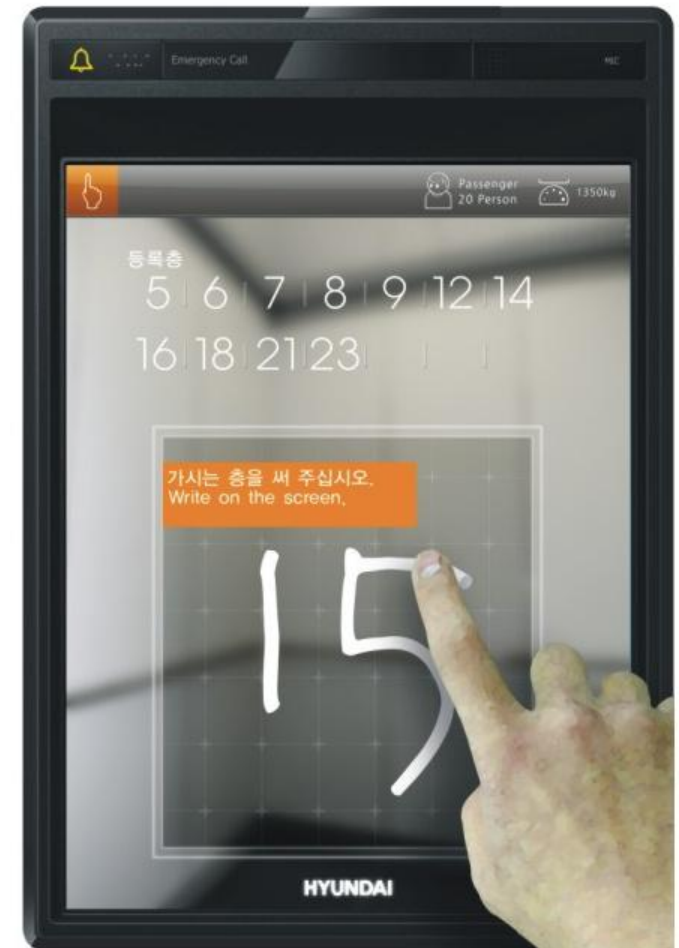 Emergency Call
MIC
Passenger
20 Person
1350kg
등록층
5 6 7 8 9 12 14
16 18 21 23
가시는 층을 써 주십시오.
Write on the screen.
15
HYUNDAI